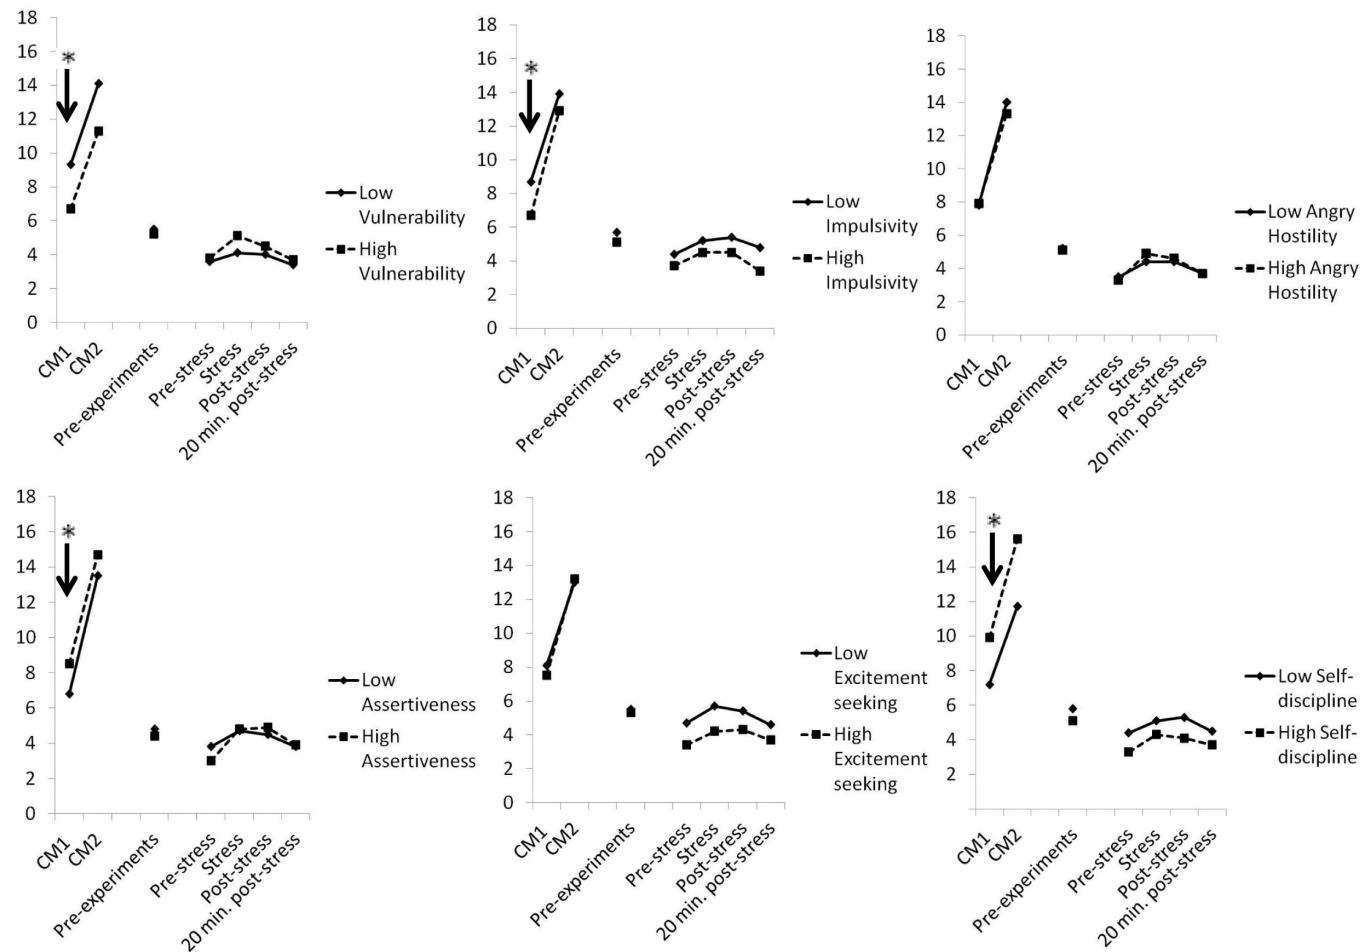 18
16
14
12
10
8
6
4
2
0
*
CM1
CM2
Pre-experiments
Pre-stress
Stress
Post-stress
20 min. post-stress
Low
Vulnerability
High
Vulnerability
18
16
14
12
10
8
6
4
2
0
*
CM1
CM2
Pre-experiments
Pre-stress
Stress
Post-stress
20 min. post-stress
Low
Impulsivity
High
Impulsivity
18
16
14
12
10
8
6
4
2
0
CM1
CM2
Pre-experiments
Pre-stress
Stress
Post-stress
20 min. post-stress
Low Angry
Hostility
High Angry
Hostility
18
16
14
12
10
8
6
4
2
0
*
CM1
CM2
Pre-experiments
Pre-stress
Stress
Post-stress
20 min. post-stress
Low
Assertiveness
High
Assertiveness
18
16
14
12
10
8
6
4
2
0
CM1
CM2
Pre-experiments
Pre-stress
Stress
Post-stress
20 min. post-stress
Low
Excitement
seeking
High
Excitement
seeking
18
16
14
12
10
8
6
4
2
*
CM1
CM2
Pre-experiments
Pre-stress
Stress
Post-stress
20 min. post-stress
Low Self-
discipline
High Self-
discipline